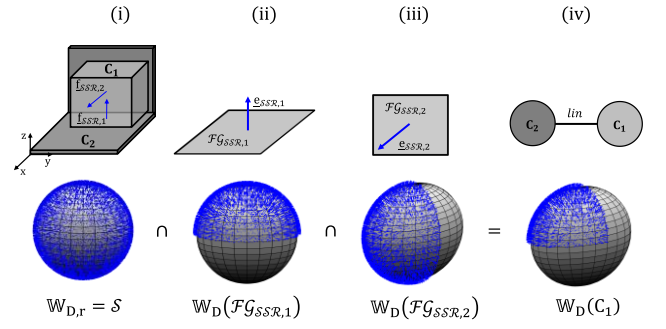 (i) (ii) (iii) (iv)
C₁
f_𝒮𝒮ℛ,2
f_𝒮𝒮ℛ,1
C₂
z
y
x
e_𝒮𝒮ℛ,1
ℱ𝒢_𝒮𝒮ℛ,1
ℱ𝒢_𝒮𝒮ℛ,2
e_𝒮𝒮ℛ,2
C₂ lin C₁
∩ ∩ =
𝕎_D,r = 𝒮 𝕎_D(ℱ𝒢_𝒮𝒮ℛ,1) 𝕎_D(ℱ𝒢_𝒮𝒮ℛ,2) 𝕎_D(C₁)